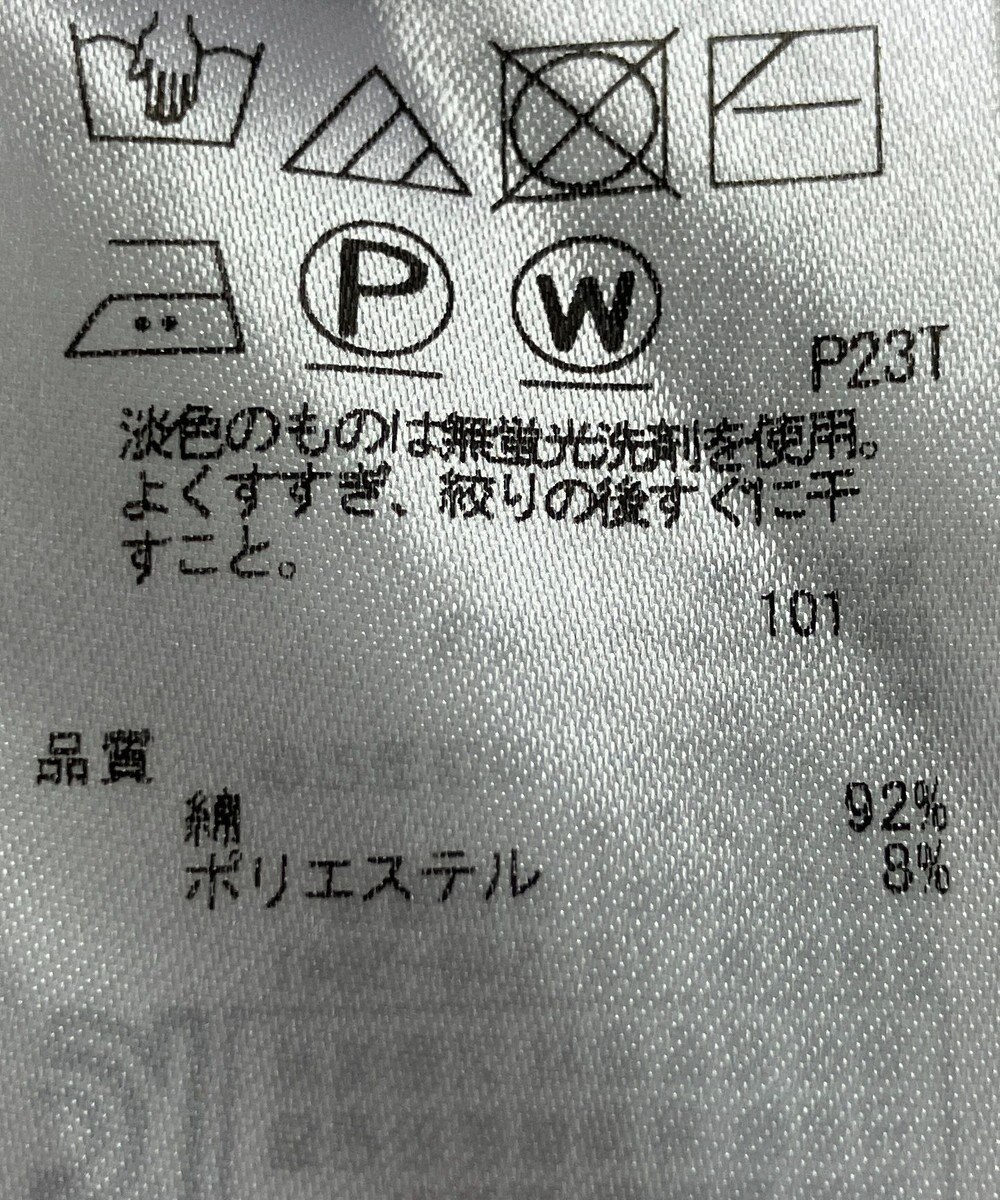 P
W
P23T
淡色のものは無蛍光洗剤を使用。
よくすすぎ、絞りの後すぐに干
すこと。
101
品質
綿 92%
ポリエステル 8%